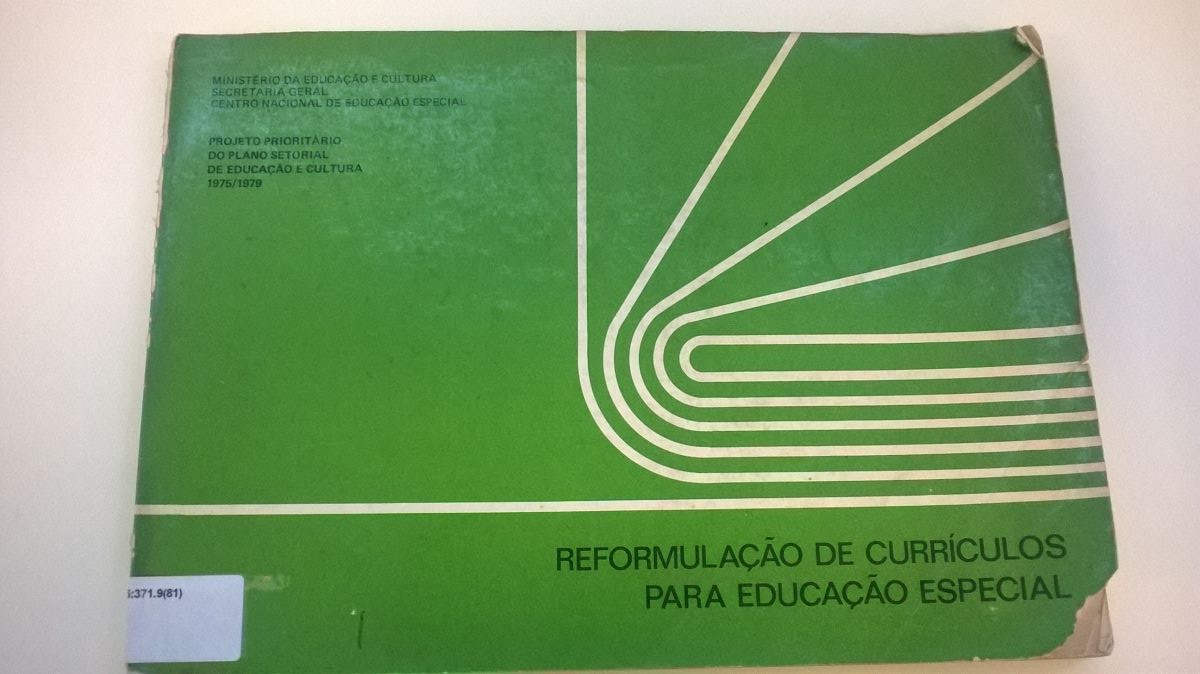 MINISTÉRIO DA EDUCAÇÃO E CULTURA
SECRETARIA GERAL
CENTRO NACIONAL DE EDUCAÇÃO ESPECIAL
PROJETO PRIORITÁRIO
DO PLANO SETORIAL
DE EDUCAÇÃO E CULTURA
1975/1979
REFORMULAÇÃO DE CURRÍCULOS
PARA EDUCAÇÃO ESPECIAL
:371.9(81)